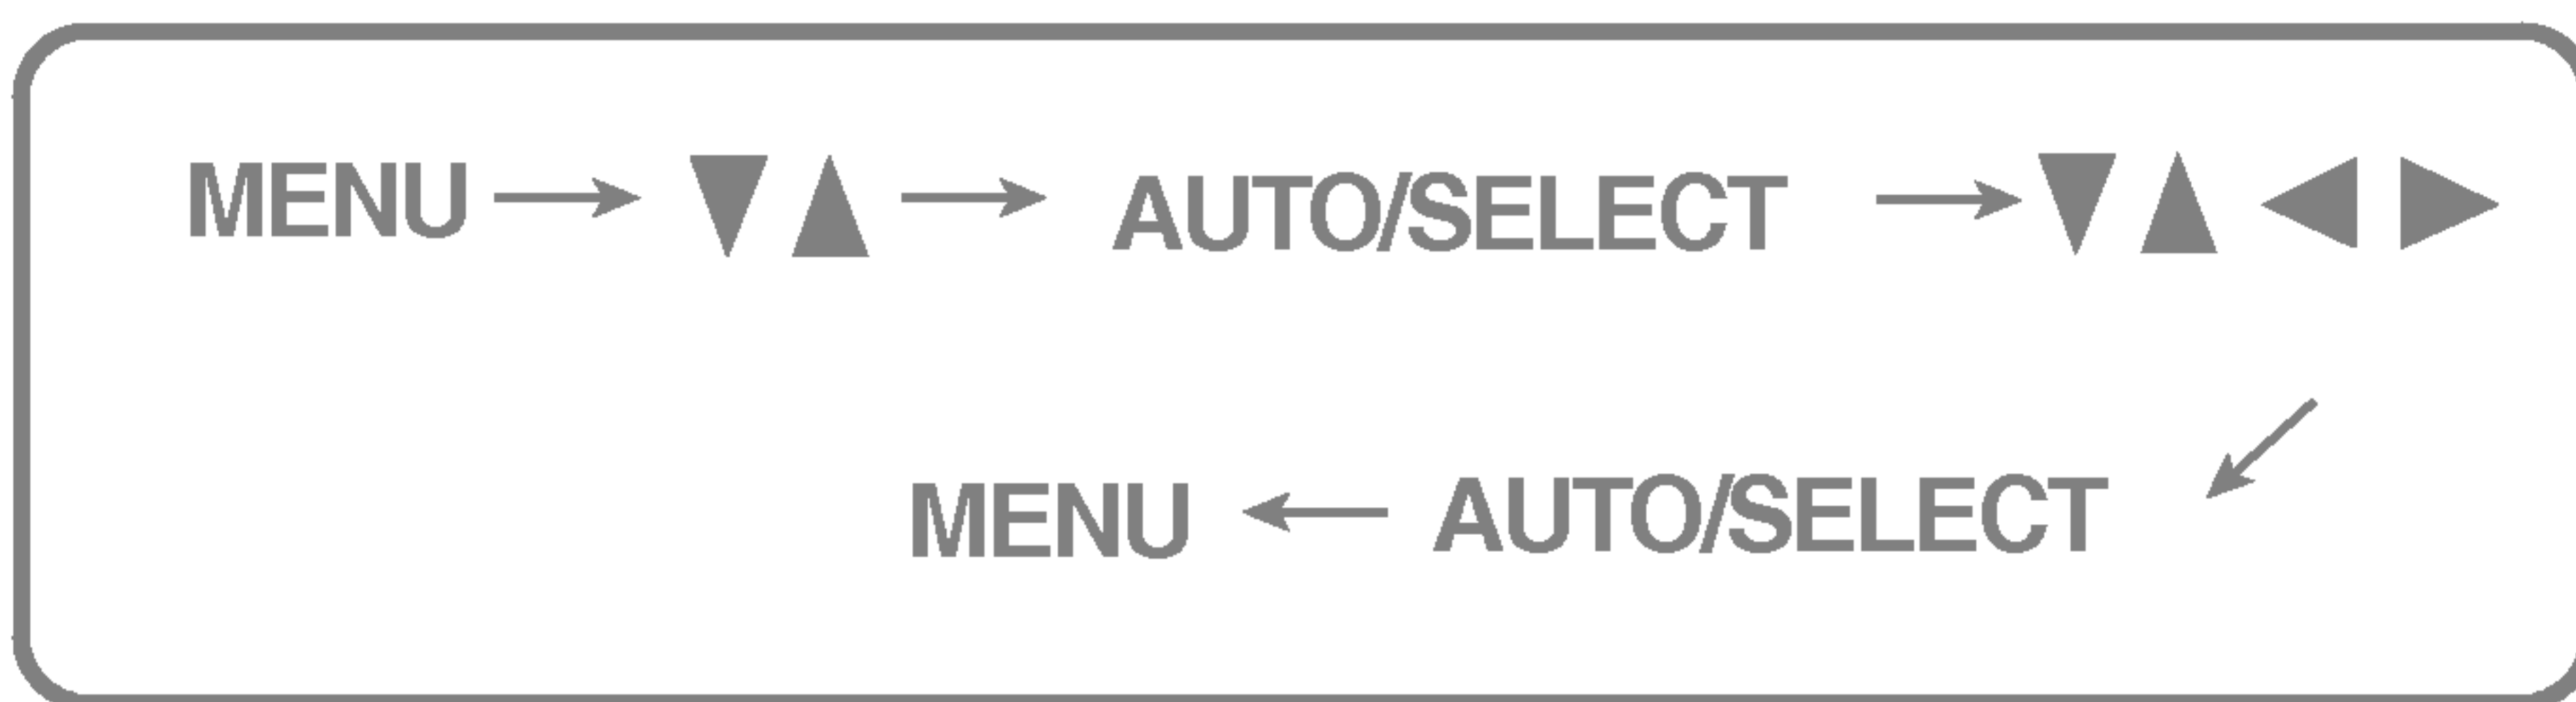 MENU → ▼▲ → AUTO/SELECT → ▼▲◀▶
MENU ← AUTO/SELECT